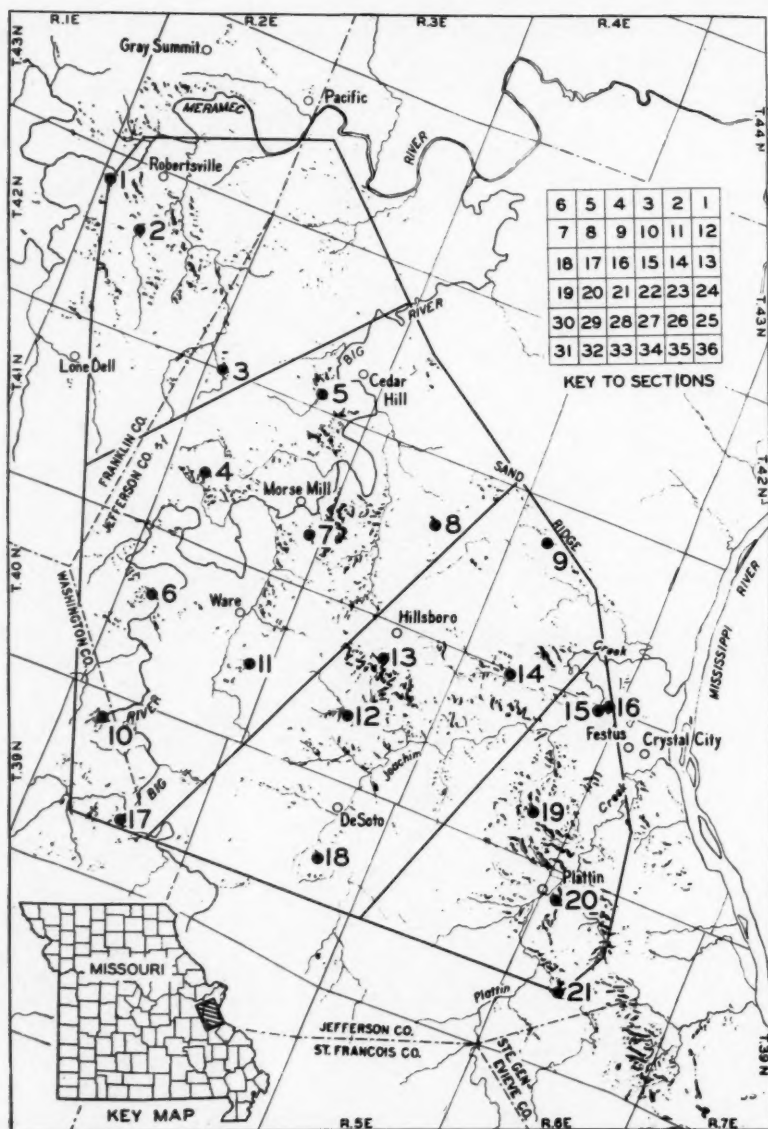 R.1E
R.2E
R.3E
R.4E
T.43N
Gray Summit
Pacific
MERAMEC
RIVER
T.44N
Robertsville
1
2
T.42N
6 5 4 3 2 1
7 8 9 10 11 12
18 17 16 15 14 13
19 20 21 22 23 24
30 29 28 27 26 25
31 32 33 34 35 36
KEY TO SECTIONS
T.43N
RIVER
BIG
Lone Dell
3
5
Cedar
Hill
T.41N
FRANKLIN CO.
JEFFERSON CO.
4
Morse Mill
SAND
RIDGE
T.42N
7
8
9
T.40N
WASHINGTON CO.
6
Ware
Hillsboro
MISSISSIPPI
RIVER
11
13
14
Creek
10
RIVER
12
15
16
Festus
Crystal City
Joachim
T.39N
BIG
17
DeSoto
Creek
19
18
Plattin
20
MISSOURI
Plattin
21
JEFFERSON CO.
ST. FRANCOIS CO.
STE. GEN-
EVIEVE CO.
T.39N
KEY MAP
R.5E
R.6E
R.7E